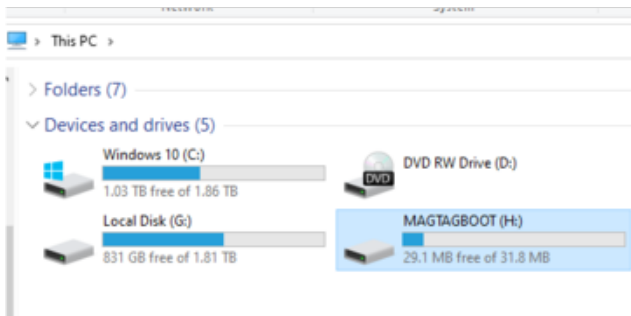 Network System
This PC
Folders (7)
Devices and drives (5)
Windows 10 (C:)
1.03 TB free of 1.86 TB
DVD RW Drive (D:)
DVD
Local Disk (G:)
831 GB free of 1.81 TB
MAGTAGBOOT (H:)
29.1 MB free of 31.8 MB